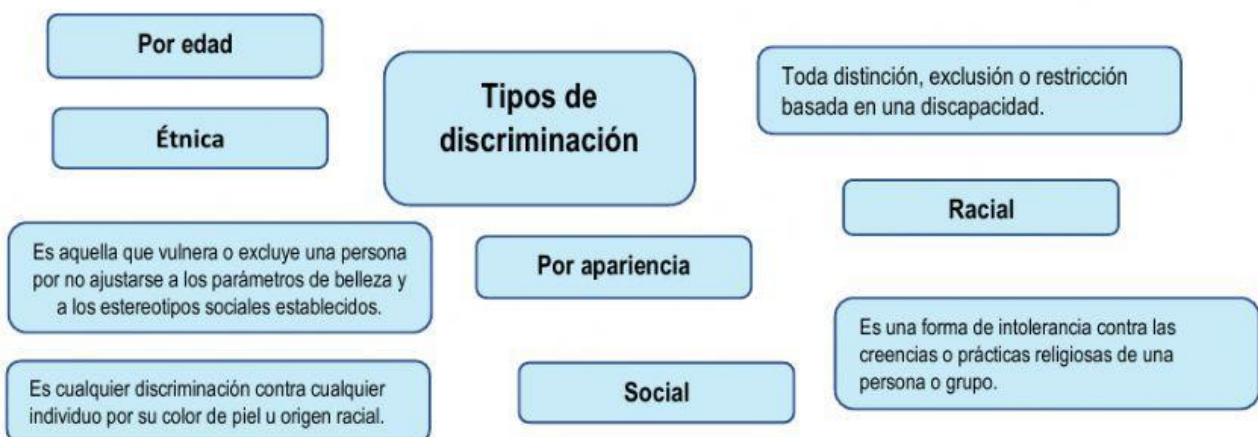 Por edad
Étnica
Tipos de
discriminación
Toda distinción, exclusión o restricción
basada en una discapacidad.
Racial
Es aquella que vulnera o excluye una persona
por no ajustarse a los parámetros de belleza y
a los estereotipos sociales establecidos.
Por apariencia
Es una forma de intolerancia contra las
creencias o prácticas religiosas de una
persona o grupo.
Es cualquier discriminación contra cualquier
individuo por su color de piel u origen racial.
Social